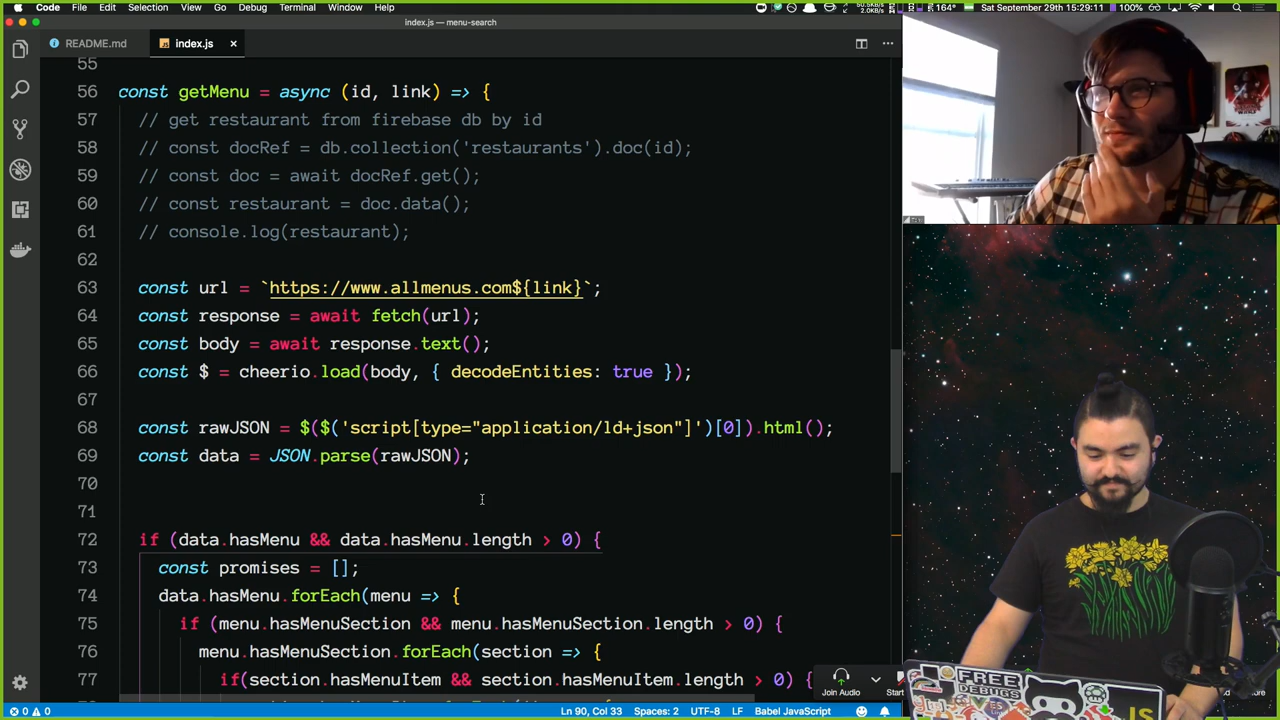 Code File Edit Selection View Go Debug Terminal Window Help
164° Sat September 29th 15:29:11 100%
index.js — menu-search
README.md
index.js
55
56 const getMenu = async (id, link) => {
57 // get restaurant from firebase db by id
58 // const docRef = db.collection('restaurants').doc(id);
59 // const doc = await docRef.get();
60 // const restaurant = doc.data();
61 // console.log(restaurant);
62
63 const url = `https://www.allmenus.com${link}`;
64 const response = await fetch(url);
65 const body = await response.text();
66 const $ = cheerio.load(body, { decodeEntities: true });
67
68 const rawJSON = $($('script[type="application/ld+json"]')[0]).html();
69 const data = JSON.parse(rawJSON);
70
71
72 if (data.hasMenu && data.hasMenu.length > 0) {
73 const promises = [];
74 data.hasMenu.forEach(menu => {
75 if (menu.hasMenuSection && menu.hasMenuSection.length > 0) {
76 menu.hasMenuSection.forEach(section => {
77 if(section.hasMenuItem && section.hasMenuItem.length > 0) {
Join Audio
0 0
Ln 90, Col 33 Spaces: 2 UTF-8 LF Babel JavaScript
FREE
DEBUGS
JS